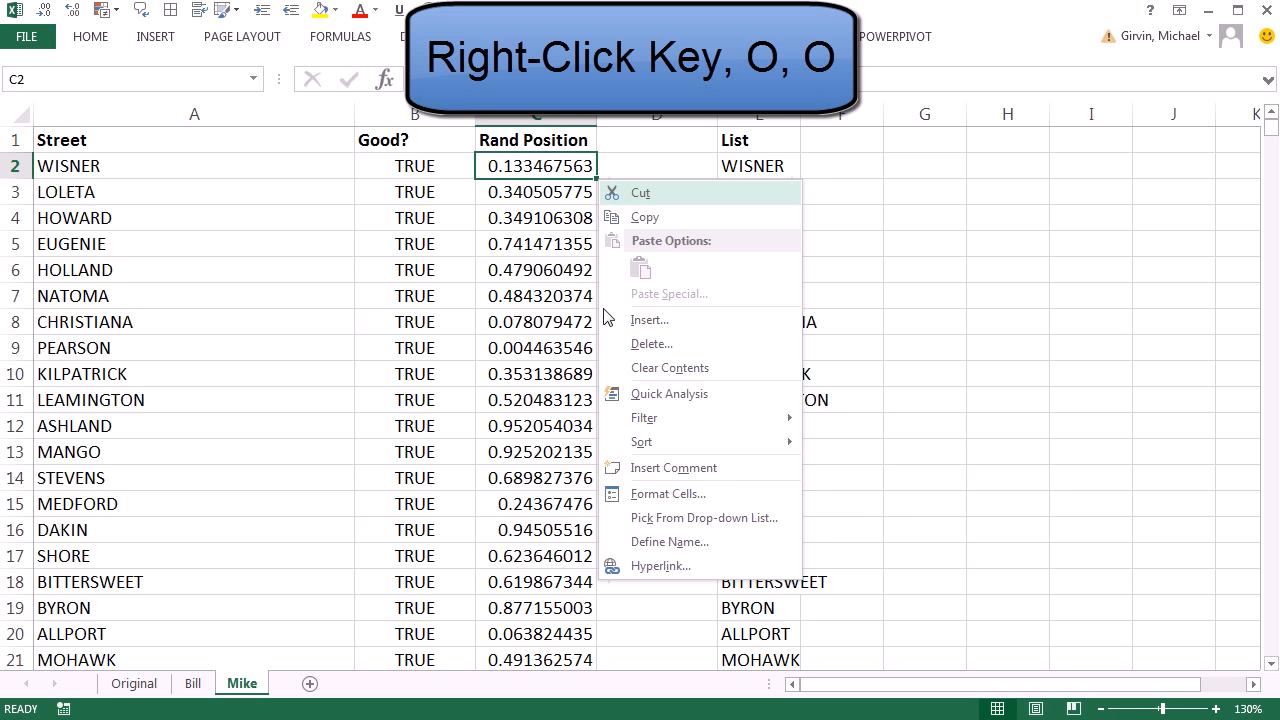 Right-Click Key, O, O
FILE HOME INSERT PAGE LAYOUT FORMULAS POWERPIVOT Girvin, Michael
C2 fx
A B C D E F G H I J K
1 Street Good? Rand Position List
2 WISNER TRUE 0.133467563 WISNER
3 LOLETA TRUE 0.340505775
4 HOWARD TRUE 0.349106308
5 EUGENIE TRUE 0.741471355
6 HOLLAND TRUE 0.479060492
7 NATOMA TRUE 0.484320374
8 CHRISTIANA TRUE 0.078079472 IA
9 PEARSON TRUE 0.004463546
10 KILPATRICK TRUE 0.353138689 K
11 LEAMINGTON TRUE 0.520483123 TON
12 ASHLAND TRUE 0.952054034
13 MANGO TRUE 0.925202135
14 STEVENS TRUE 0.689827376
15 MEDFORD TRUE 0.24367476
16 DAKIN TRUE 0.94505516
17 SHORE TRUE 0.623646012
18 BITTERSWEET TRUE 0.619867344 BITTERSWEET
19 BYRON TRUE 0.877155003 BYRON
20 ALLPORT TRUE 0.063824435 ALLPORT
21 MOHAWK TRUE 0.491362574 MOHAWK
Cut
Copy
Paste Options:
Paste Special...
Insert...
Delete...
Clear Contents
Quick Analysis
Filter
Sort
Insert Comment
Format Cells...
Pick From Drop-down List...
Define Name...
Hyperlink...
Original Bill Mike
READY 130%